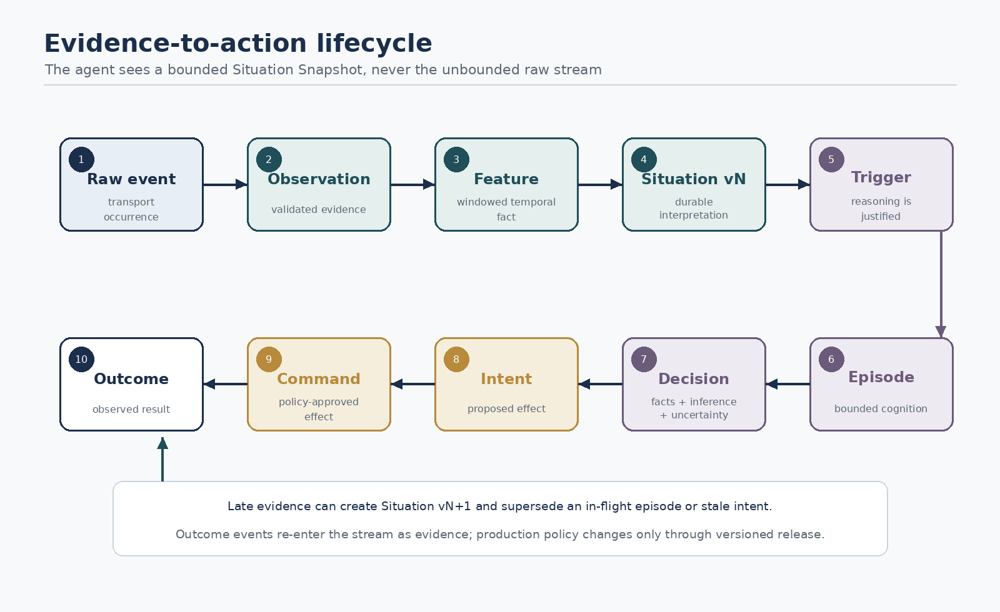 Evidence-to-action lifecycle
The agent sees a bounded Situation Snapshot, never the unbounded raw stream
1
Raw event
transport
occurrence
2
Observation
validated evidence
3
Feature
windowed temporal
fact
4
Situation vN
durable
interpretation
5
Trigger
reasoning is
justified
10
Outcome
observed result
9
Command
policy-approved
effect
8
Intent
proposed effect
7
Decision
facts + inference
+ uncertainty
6
Episode
bounded cognition
Late evidence can create Situation vN+1 and supersede an in-flight episode or stale intent.
Outcome events re-enter the stream as evidence; production policy changes only through versioned release.